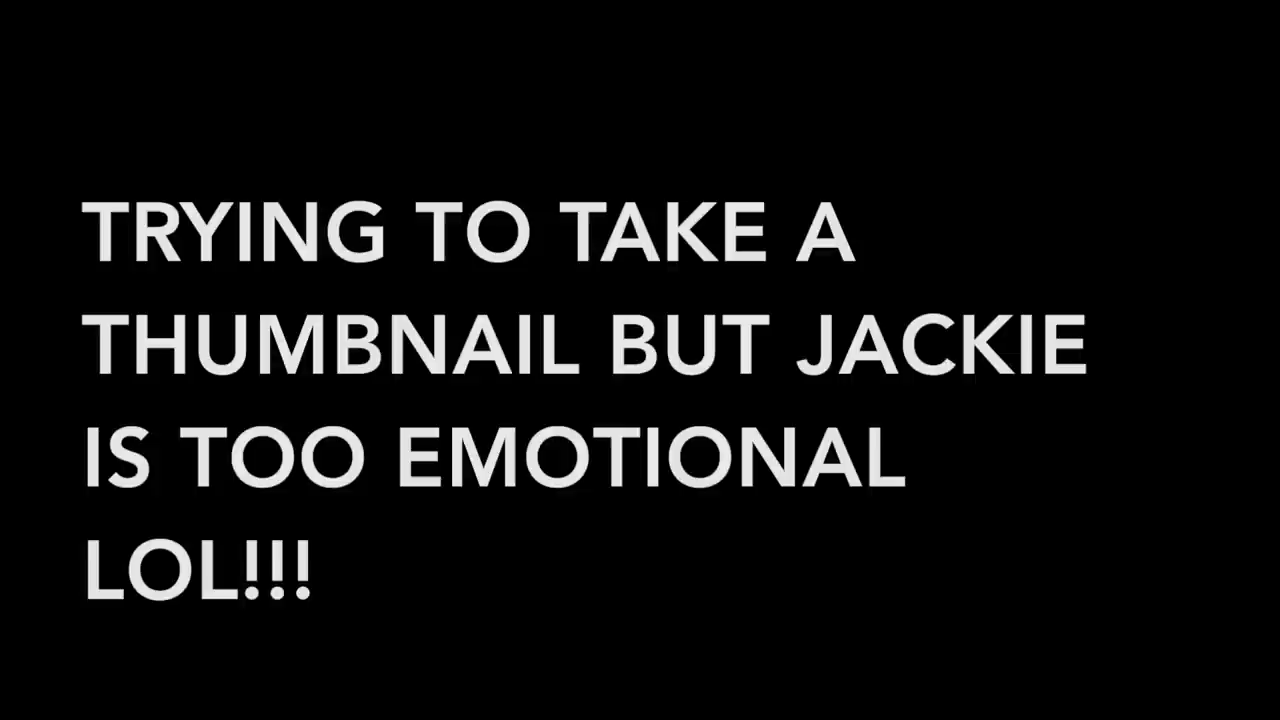 TRYING TO TAKE A
THUMBNAIL BUT JACKIE
IS TOO EMOTIONAL
LOL!!!